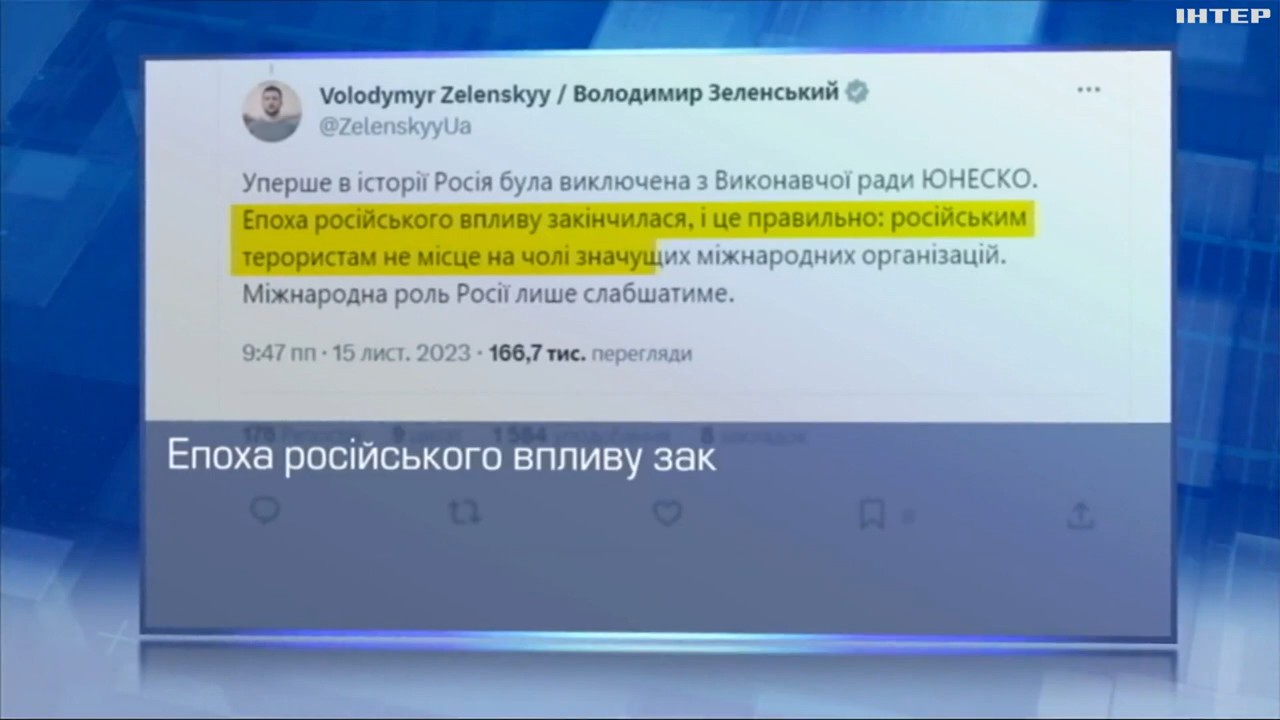 ІНТЕР
Volodymyr Zelenskyy / Володимир Зеленський
@ZelenskyyUa
Уперше в історії Росія була виключена з Виконавчої ради ЮНЕСКО.
Епоха російського впливу закінчилася, і це правильно: російським
терористам не місце на чолі значущих міжнародних організацій.
Міжнародна роль Росії лише слабшатиме.
9:47 пп · 15 лист. 2023 · 166,7 тис. перегляди
Епоха російського впливу зак